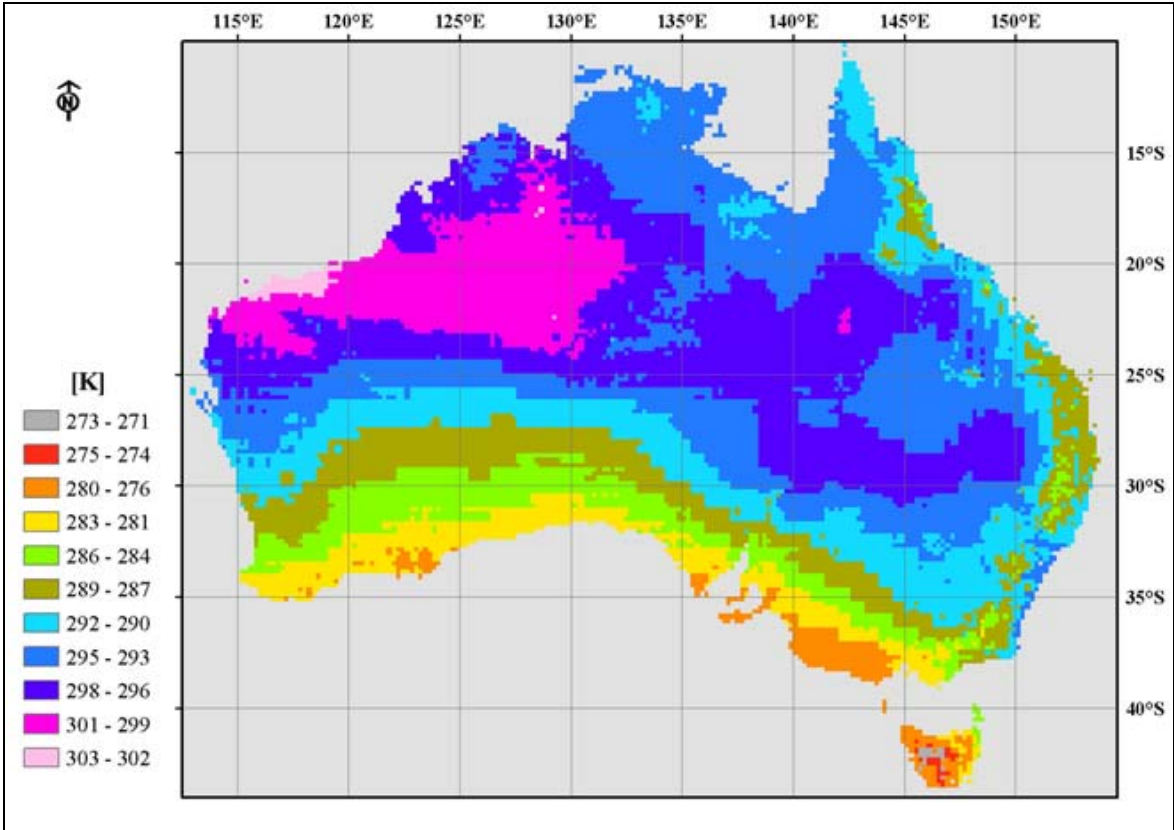 115°E 120°E 125°E 130°E 135°E 140°E 145°E 150°E
N
15°S
20°S
25°S
30°S
35°S
40°S
[K]
273 - 271
275 - 274
280 - 276
283 - 281
286 - 284
289 - 287
292 - 290
295 - 293
298 - 296
301 - 299
303 - 302